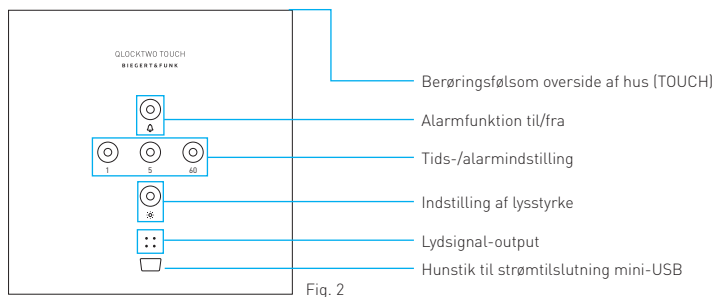 QLOCKTWO TOUCH
BIEGERT&FUNK
Berøringsfølsom overside af hus (TOUCH)
Alarmfunktion til/fra
Tids-/alarmindstilling
1 5 60
Indstilling af lysstyrke
Lydsignal-output
Hunstik til strømtilslutning mini-USB
Fig. 2